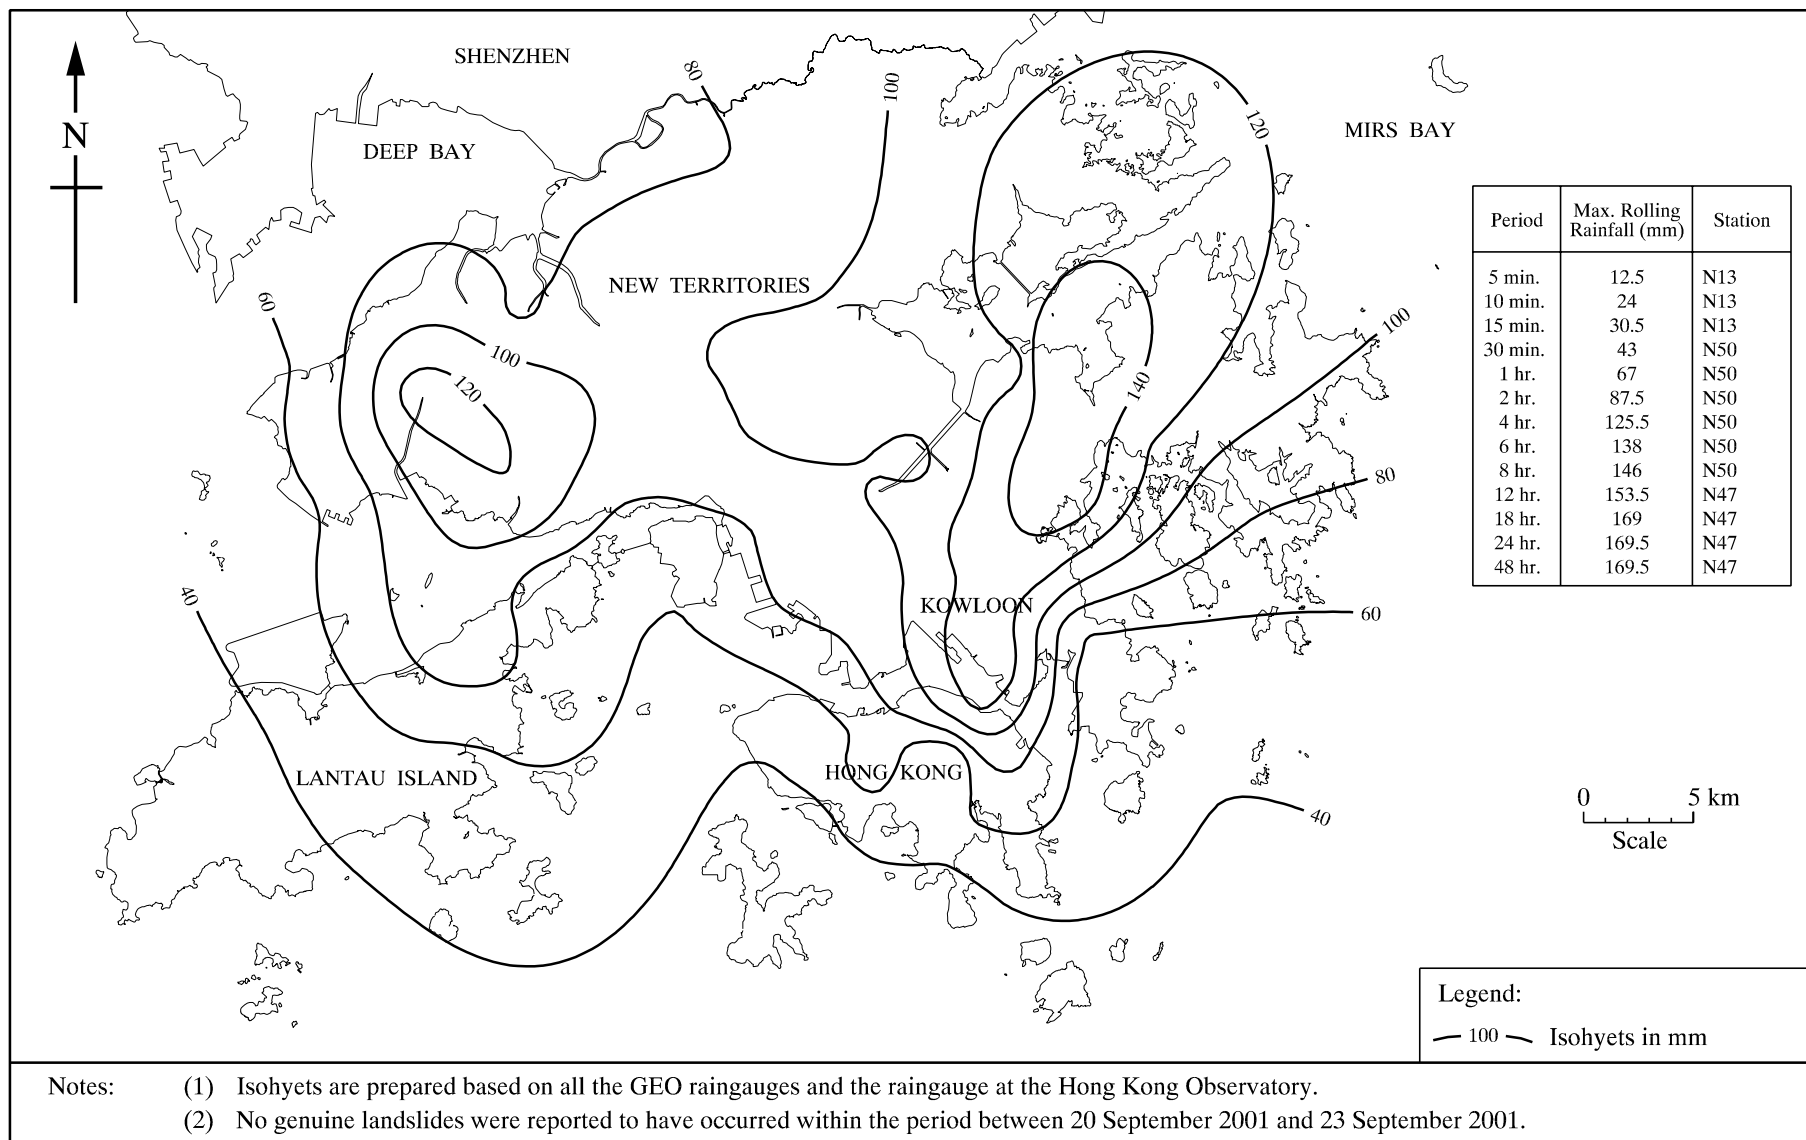 SHENZHEN
80
100
N
DEEP BAY
120
MIRS BAY
NEW TERRITORIES
60
100
100
120
140
80
40
KOWLOON
60
LANTAU ISLAND
HONG KONG
40
Period Max. Rolling Rainfall (mm) Station
5 min. 12.5 N13
10 min. 24 N13
15 min. 30.5 N13
30 min. 43 N50
1 hr. 67 N50
2 hr. 87.5 N50
4 hr. 125.5 N50
6 hr. 138 N50
8 hr. 146 N50
12 hr. 153.5 N47
18 hr. 169 N47
24 hr. 169.5 N47
48 hr. 169.5 N47
0 5 km
Scale
Legend:
100 Isohyets in mm
Notes: (1) Isohyets are prepared based on all the GEO raingauges and the raingauge at the Hong Kong Observatory.
(2) No genuine landslides were reported to have occurred within the period between 20 September 2001 and 23 September 2001.